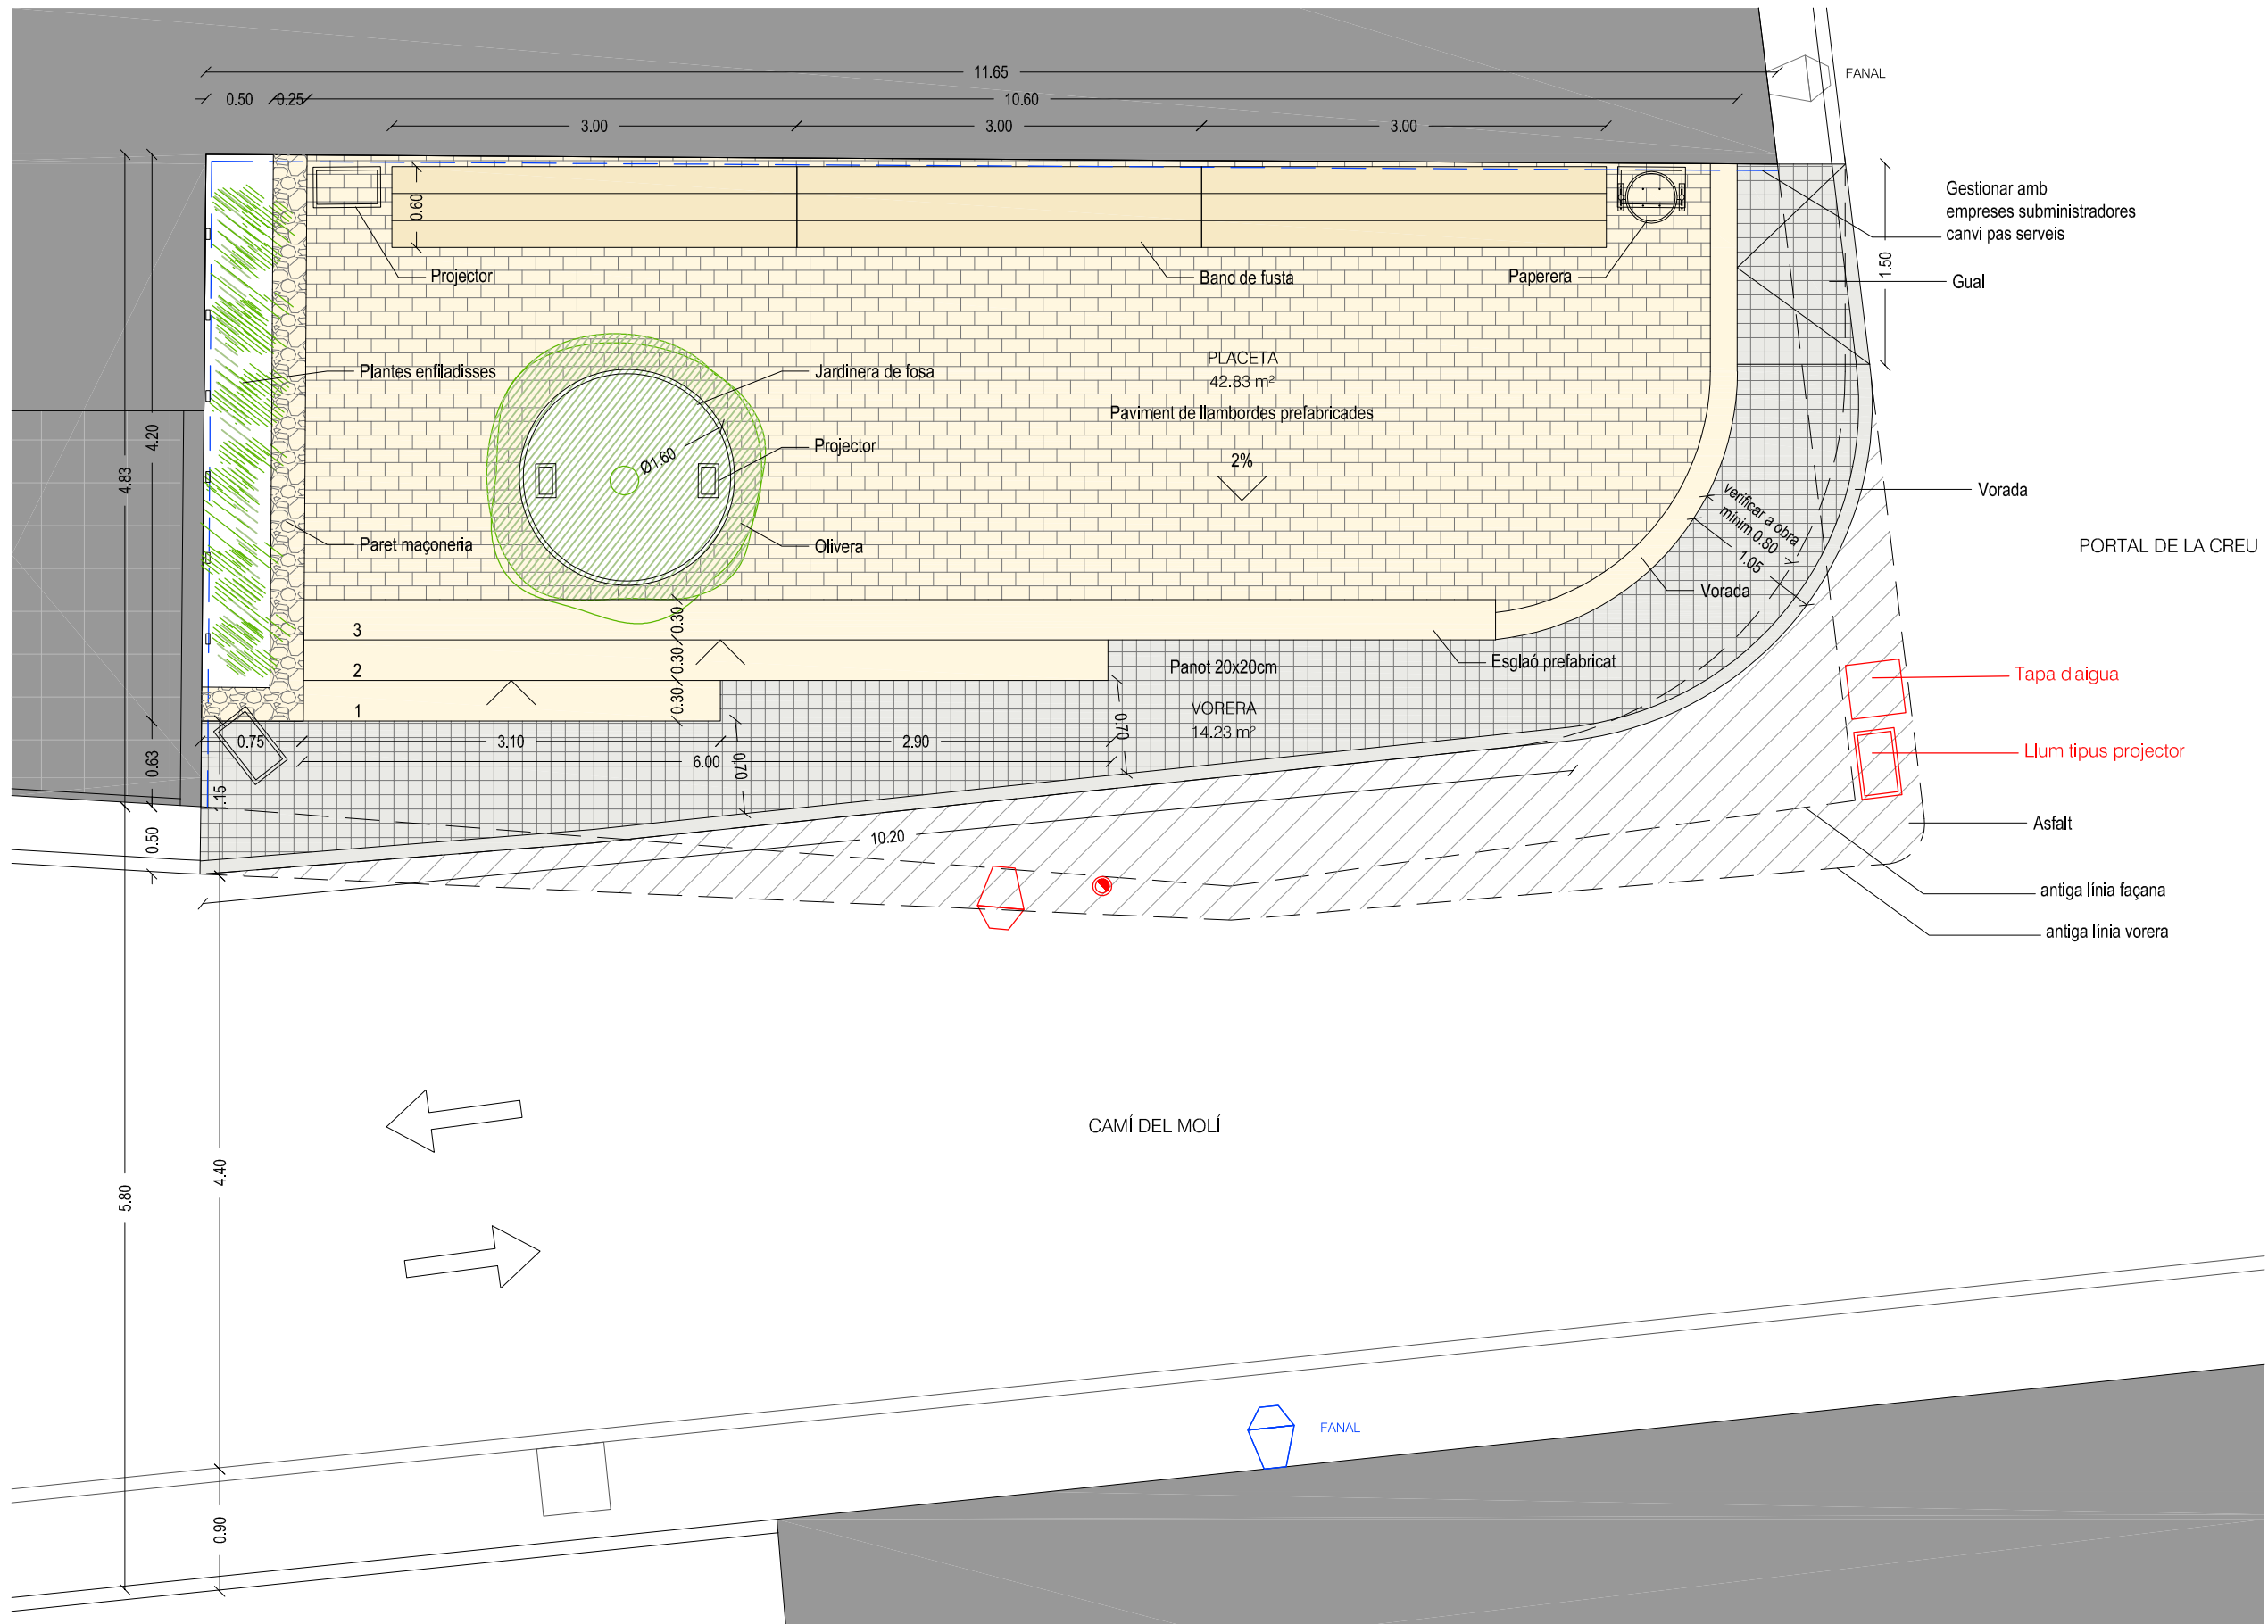 11.65
FANAL
0.50
0.25
10.60
3.00
3.00
3.00
Gestionar amb
empreses subministradores
canvi pas serveis
0.60
1.50
Projector
Banc de fusta
Paperera
Gual
PLACETA
42.83 m²
Plantes enfiladisses
Jardinera de fosa
Paviment de llambordes prefabricades
4.20
4.83
Projector
Ø1.60
2%
Vorada
verificar a obra
mínim 0.80
1.05
Paret maçoneria
Olivera
PORTAL DE LA CREU
Vorada
0.30
3
0.30
2
Panot 20x20cm
Esglaó prefabricat
Tapa d'aigua
0.30
1
VORERA
14.23 m²
0.70
0.75
3.10
2.90
6.00
0.70
0.63
1.15
Llum tipus projector
0.50
10.20
Asfalt
antiga línia façana
antiga línia vorera
CAMÍ DEL MOLÍ
4.40
5.80
FANAL
0.90